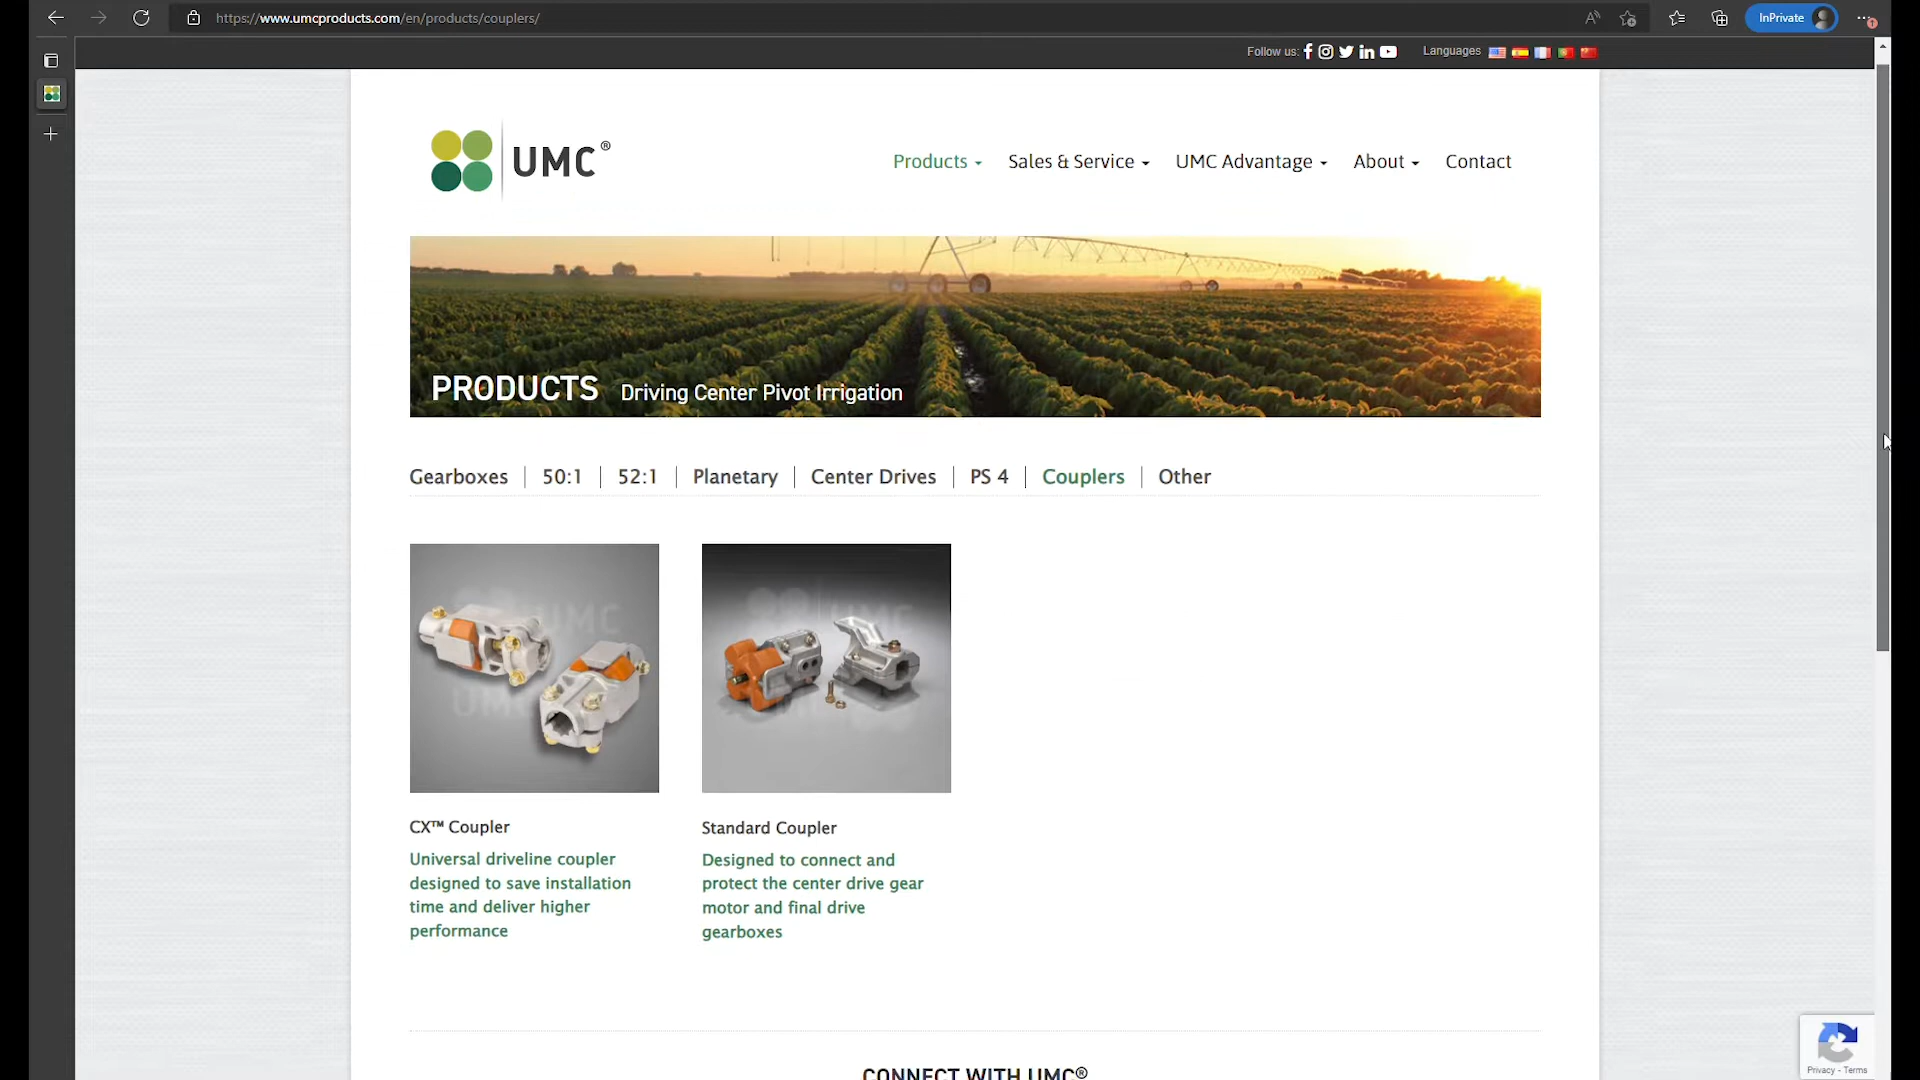 https://www.umcproducts.com/en/products/couplers/
InPrivate
Follow us:
Languages
UMC®
Products
Sales & Service
UMC Advantage
About
Contact
PRODUCTS Driving Center Pivot Irrigation
Gearboxes | 50:1 | 52:1 | Planetary | Center Drives | PS 4 | Couplers | Other
UMC
UMC
UMC
CX™ Coupler
Universal driveline coupler
designed to save installation
time and deliver higher
performance
Standard Coupler
Designed to connect and
protect the center drive gear
motor and final drive
gearboxes
CONNECT WITH UMC®
Privacy - Terms